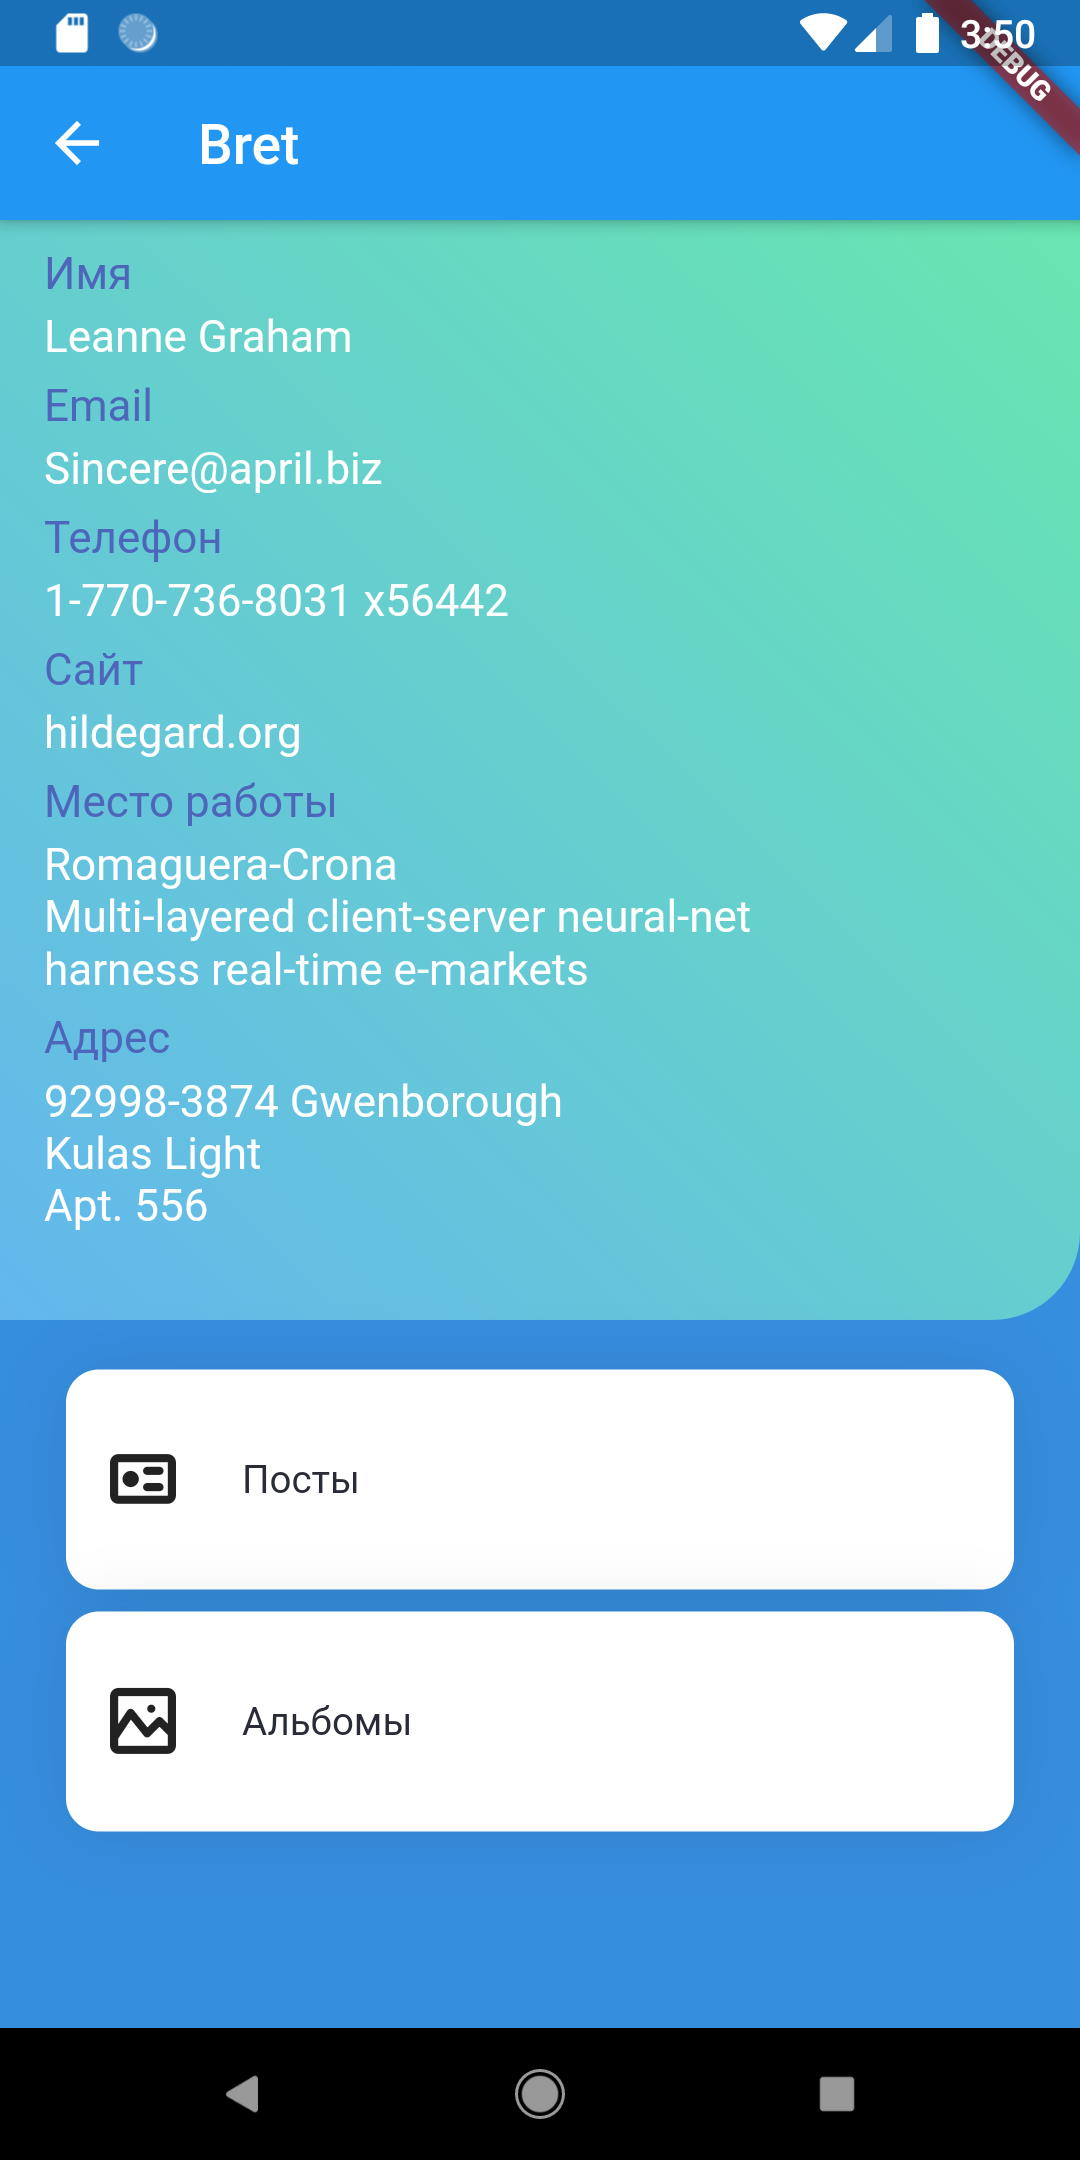 3:50
DEBUG
Bret
Имя
Leanne Graham
Email
Sincere@april.biz
Телефон
1-770-736-8031 x56442
Сайт
hildegard.org
Место работы
Romaguera-Crona
Multi-layered client-server neural-net
harness real-time e-markets
Адрес
92998-3874 Gwenborough
Kulas Light
Apt. 556
Посты
Альбомы